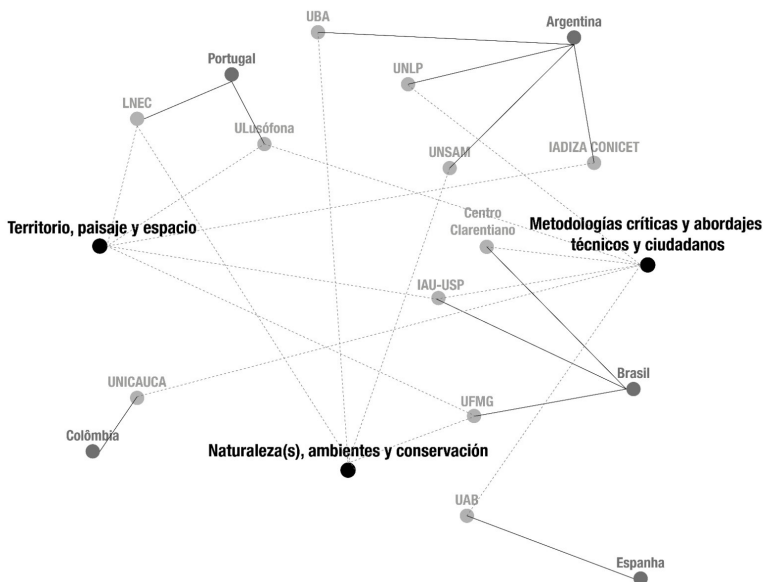 UBA
Argentina
Portugal
UNLP
LNEC
ULusófona
UNSAM
IADIZA CONICET
Territorio, paisaje y espacio
Centro
Clarentiano
Metodologías críticas y abordajes
técnicos y ciudadanos
IAU-USP
Brasil
UNICAUCA
UFMG
Colômbia
Naturaleza(s), ambientes y conservación
UAB
Espanha